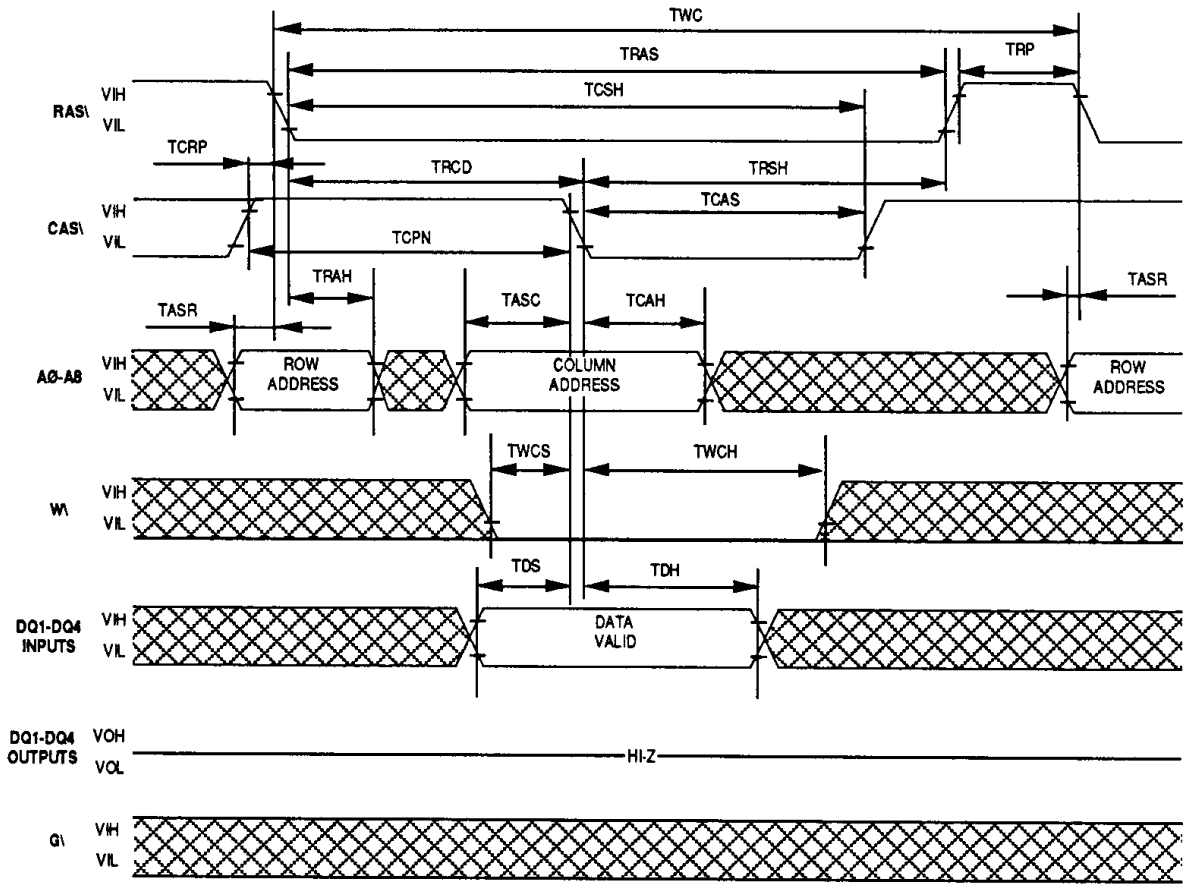 TWC
TRAS
TRP
TCSH
RAS\
VIH
VIL
TCRP
TRCD
TRSH
TCAS
CAS\
VIH
VIL
TCPN
TRAH
TASC
TCAH
TASR
TASR
AØ-A8
VIH
VIL
ROW
ADDRESS
COLUMN
ADDRESS
ROW
ADDRESS
TWCS
TWCH
W\
VIH
VIL
TDS
TDH
DQ1-DQ4
INPUTS
VIH
VIL
DATA
VALID
DQ1-DQ4
OUTPUTS
VOH
VOL
HI-Z
G\
VIH
VIL